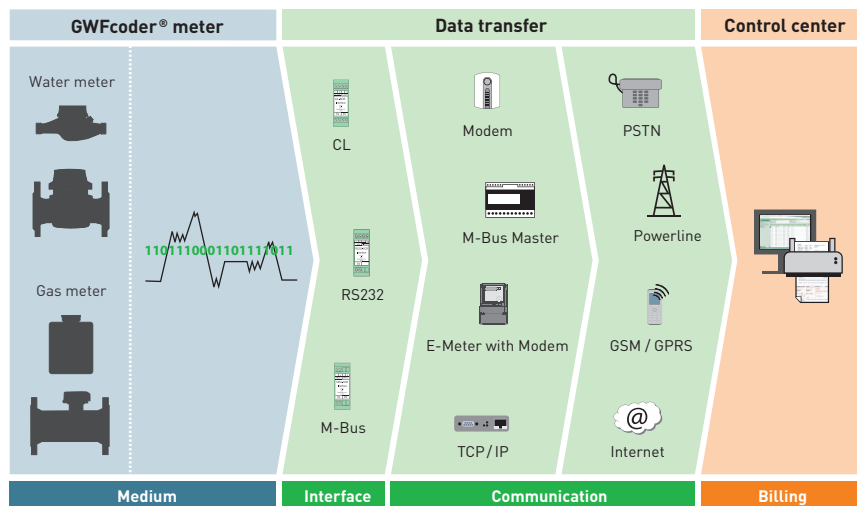 GWFcoder® meter
Data transfer
Control center
Water meter
Gas meter
11011100011011111011
CL
RS232
M-Bus
Modem
M-Bus Master
E-Meter with Modem
TCP/IP
PSTN
Powerline
GSM / GPRS
@
Internet
Medium
Interface
Communication
Billing